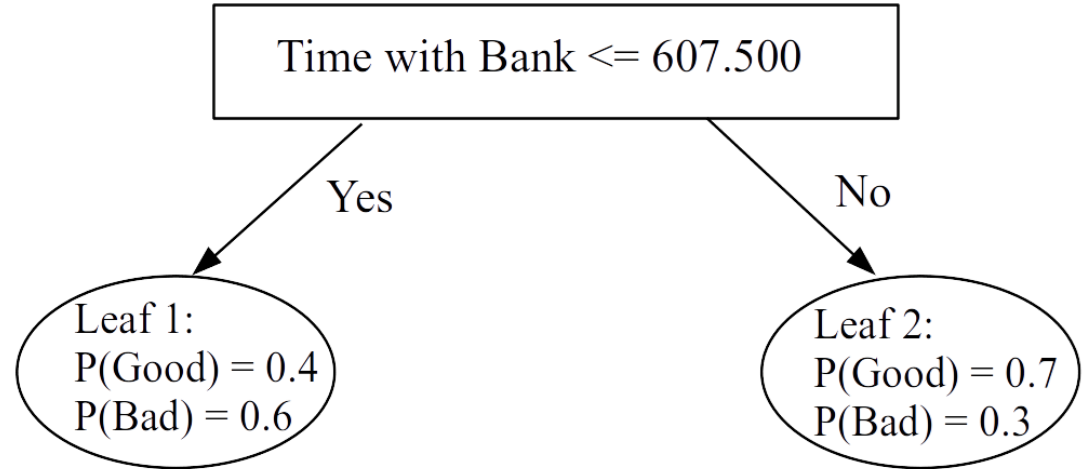 Time with Bank <= 607.500
Yes
No
Leaf 1:
P(Good) = 0.4
P(Bad) = 0.6
Leaf 2:
P(Good) = 0.7
P(Bad) = 0.3